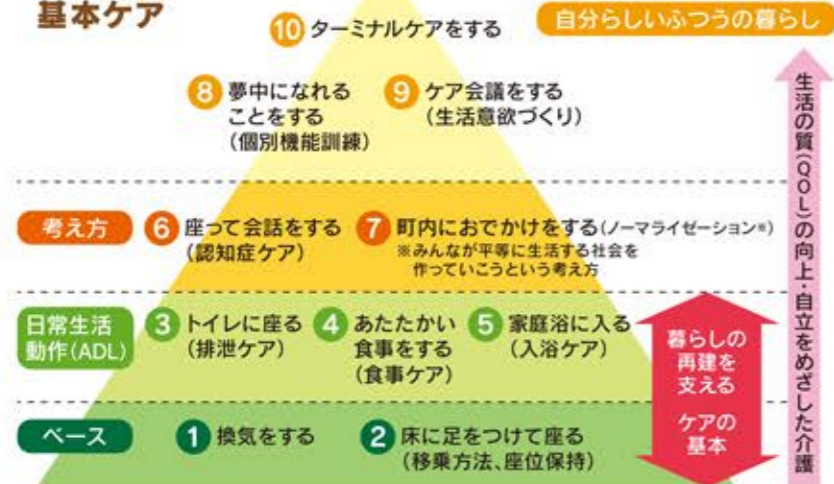 基本ケア
10 ターミナルケアをする
自分らしいふつうの暮らし
8 夢中になれる
ことをする
(個別機能訓練)
9 ケア会議をする
(生活意欲づくり)
考え方
6 座って会話をする
(認知症ケア)
7 町内におでかけをする(ノーマライゼーション※)
※みんなが平等に生活する社会を
作っていこうという考え方
日常生活
動作(ADL)
3 トイレに座る
(排泄ケア)
4 あたたかい
食事をする
(食事ケア)
5 家庭浴に入る
(入浴ケア)
暮らしの
再建を
支える
ケアの
基本
ベース
1 換気をする
2 床に足をつけて座る
(移乗方法、座位保持)
生活の質(QOL)の向上・自立をめざした介護